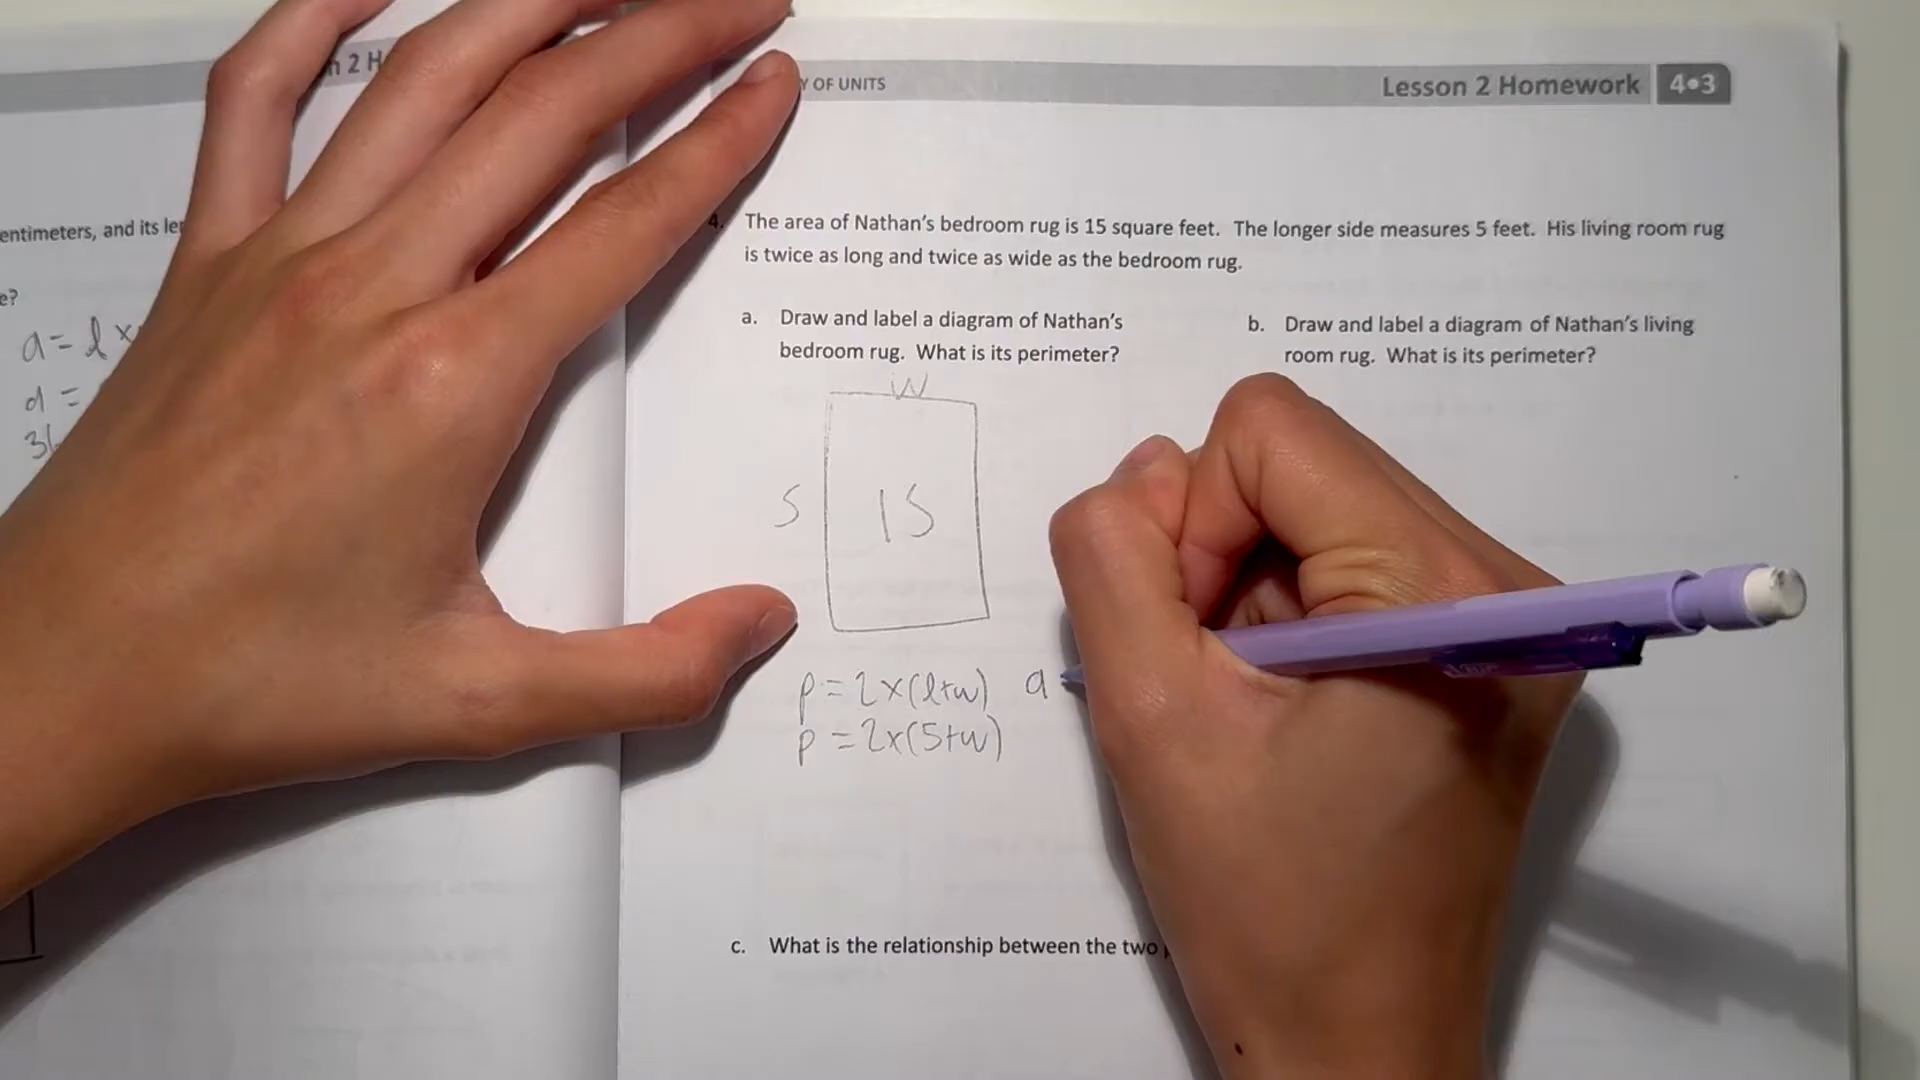 2 H
Y OF UNITS
Lesson 2 Homework 4•3
entimeters, and its
e?
a = l x
a =
4. The area of Nathan's bedroom rug is 15 square feet. The longer side measures 5 feet. His living room rug
is twice as long and twice as wide as the bedroom rug.
a. Draw and label a diagram of Nathan's
bedroom rug. What is its perimeter?
b. Draw and label a diagram of Nathan's living
room rug. What is its perimeter?
W
5
15
p = 2 x (l + w)
a
p = 2 x (5 + w)
c. What is the relationship between the two